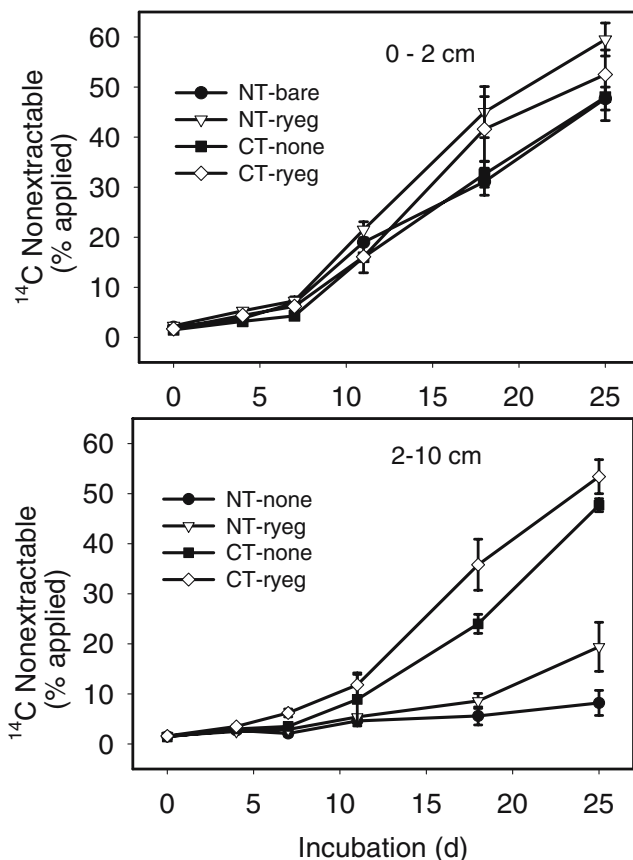 60
50
40
30
20
10
0
¹⁴C Nonextractable
(% applied)
0 - 2 cm
NT-bare
NT-ryeg
CT-none
CT-ryeg
0 5 10 15 20 25
60
50
40
30
20
10
0
¹⁴C Nonextractable
(% applied)
2-10 cm
NT-none
NT-ryeg
CT-none
CT-ryeg
0 5 10 15 20 25
Incubation (d)